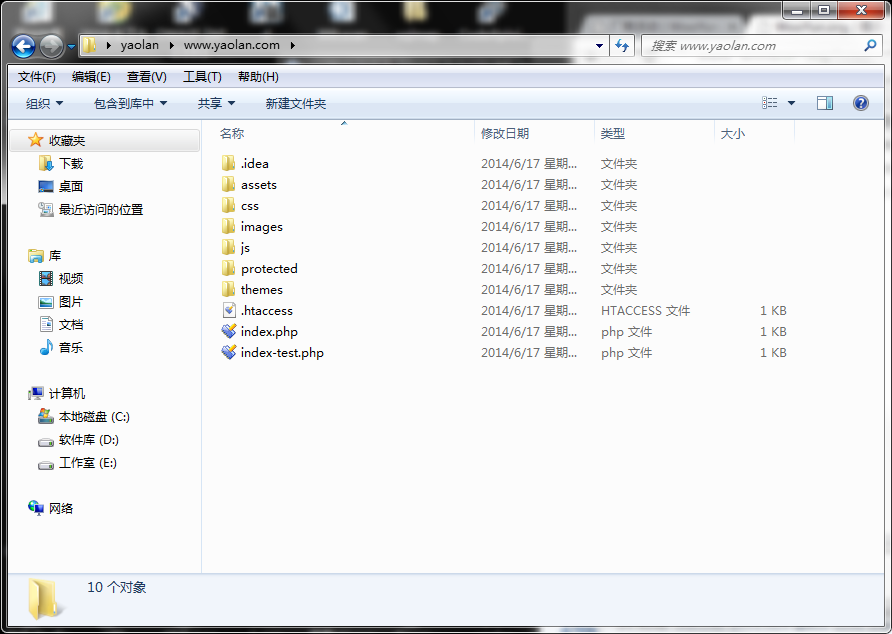 yaolan www.yaolan.com
搜索 www.yaolan.com
文件(F) 编辑(E) 查看(V) 工具(T) 帮助(H)
组织 包含到库中 共享 新建文件夹
收藏夹
下载
桌面
最近访问的位置
库
视频
图片
文档
音乐
计算机
本地磁盘 (C:)
软件库 (D:)
工作室 (E:)
网络
名称 修改日期 类型 大小
.idea 2014/6/17 星期... 文件夹
assets 2014/6/17 星期... 文件夹
css 2014/6/17 星期... 文件夹
images 2014/6/17 星期... 文件夹
js 2014/6/17 星期... 文件夹
protected 2014/6/17 星期... 文件夹
themes 2014/6/17 星期... 文件夹
.htaccess 2014/6/17 星期... HTACCESS 文件 1 KB
index.php 2014/6/17 星期... php 文件 1 KB
index-test.php 2014/6/17 星期... php 文件 1 KB
10 个对象